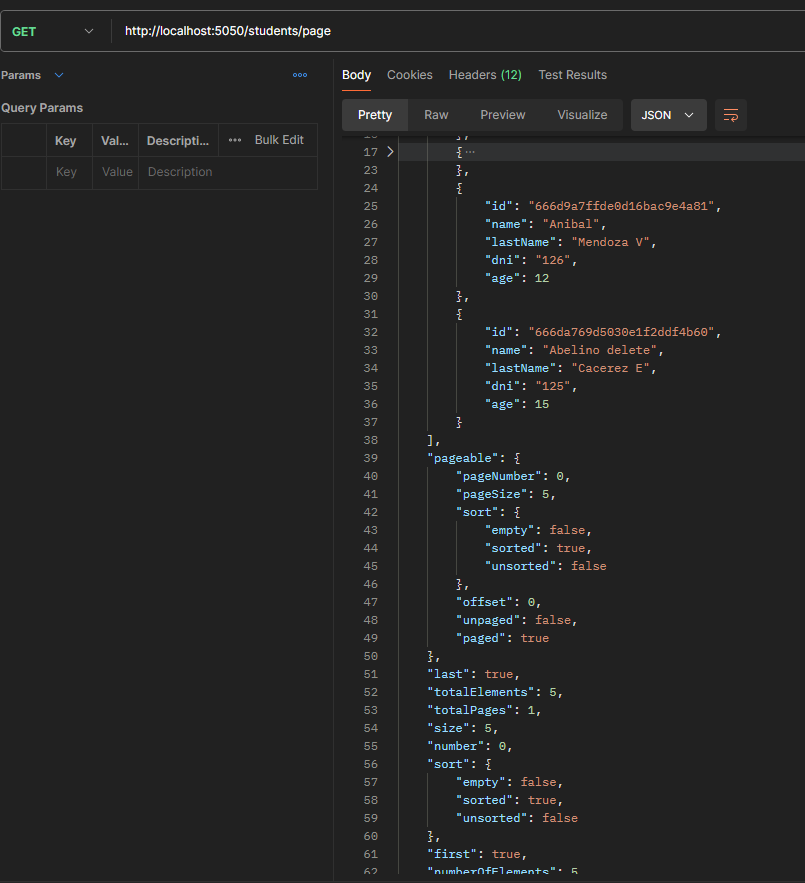 GET http://localhost:5050/students/page
Params
Body Cookies Headers (12) Test Results
Query Params
Pretty Raw Preview Visualize JSON
Key Val... Descripti... ••• Bulk Edit
Key Value Description
17 { ···
23 },
24 {
25 "id": "666d9a7ffde0d16bac9e4a81",
26 "name": "Anibal",
27 "lastName": "Mendoza V",
28 "dni": "126",
29 "age": 12
30 },
31 {
32 "id": "666da769d5030e1f2ddf4b60",
33 "name": "Abelino delete",
34 "lastName": "Cacerez E",
35 "dni": "125",
36 "age": 15
37 }
38 ],
39 "pageable": {
40 "pageNumber": 0,
41 "pageSize": 5,
42 "sort": {
43 "empty": false,
44 "sorted": true,
45 "unsorted": false
46 },
47 "offset": 0,
48 "unpaged": false,
49 "paged": true
50 },
51 "last": true,
52 "totalElements": 5,
53 "totalPages": 1,
54 "size": 5,
55 "number": 0,
56 "sort": {
57 "empty": false,
58 "sorted": true,
59 "unsorted": false
60 },
61 "first": true,
62 "numberOfElements": 5